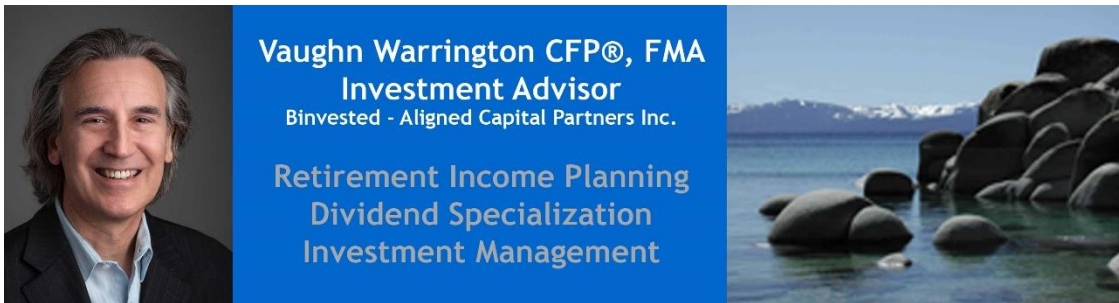 Vaughn Warrington CFP®, FMA
Investment Advisor
Binvested - Aligned Capital Partners Inc.
Retirement Income Planning
Dividend Specialization
Investment Management